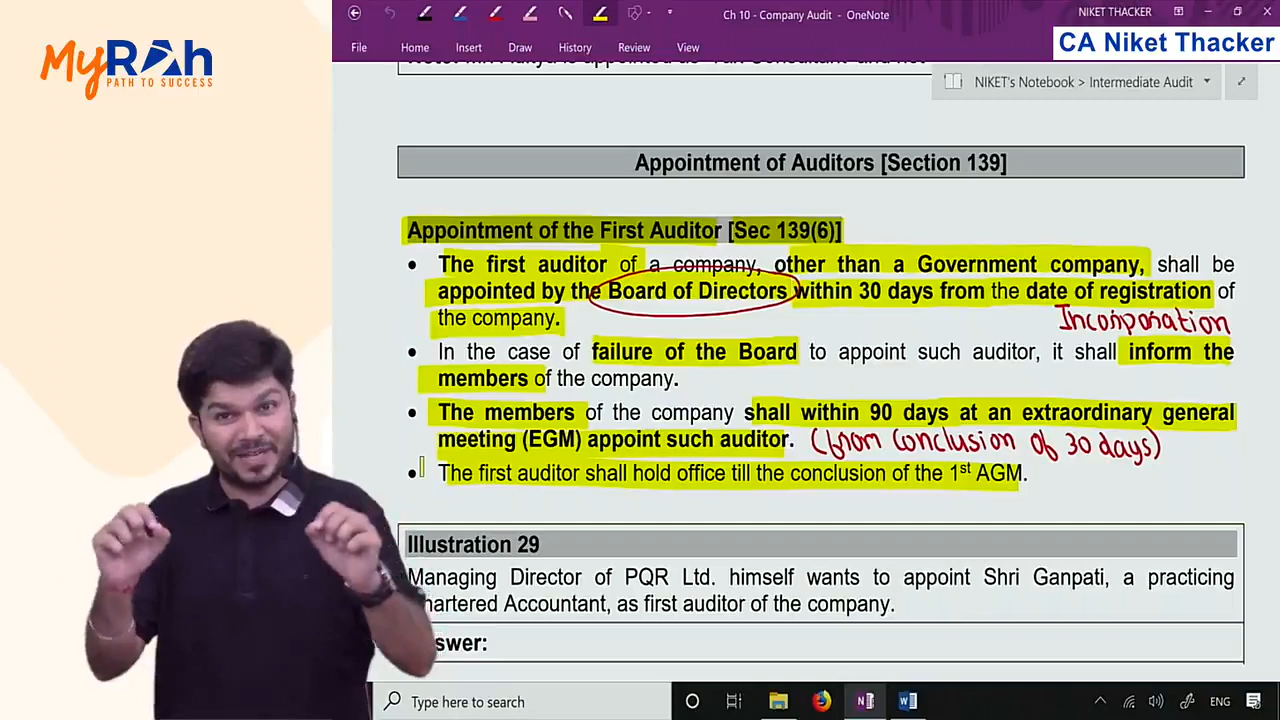 MyRAh
PATH TO SUCCESS
Ch 10 - Company Audit - OneNote
NIKET THACKER
File Home Insert Draw History Review View
CA Niket Thacker
NIKET's Notebook > Intermediate Audit
Appointment of Auditors [Section 139]
Appointment of the First Auditor [Sec 139(6)]
• The first auditor of a company, other than a Government company, shall be
appointed by the Board of Directors within 30 days from the date of registration of
the company.
Incorporation
• In the case of failure of the Board to appoint such auditor, it shall inform the
members of the company.
• The members of the company shall within 90 days at an extraordinary general
meeting (EGM) appoint such auditor. (from conclusion of 30 days)
• The first auditor shall hold office till the conclusion of the 1st AGM.
Illustration 29
Managing Director of PQR Ltd. himself wants to appoint Shri Ganpati, a practicing
hartered Accountant, as first auditor of the company.
swer:
Type here to search
ENG